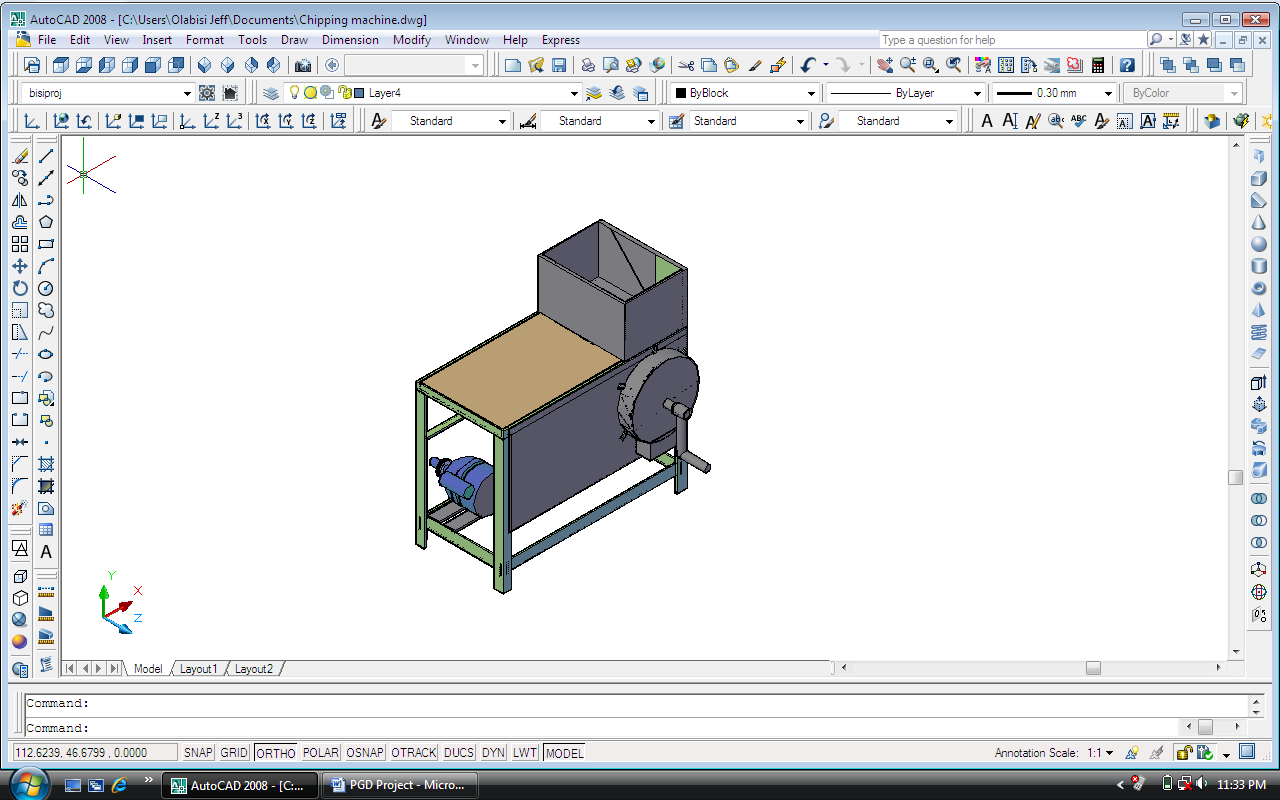 AutoCAD 2008 - [C:\Users\Olabisi Jeff\Documents\Chipping machine.dwg]
File Edit View Insert Format Tools Draw Dimension Modify Window Help Express Type a question for help
bisiproj Layer4 ByBlock ByLayer 0.30 mm ByColor
Standard Standard Standard Standard
Y
X
Z
Model Layout1 Layout2
Command:
Command:
112.6239, 46.6799 , 0.0000 SNAP GRID ORTHO POLAR OSNAP OTRACK DUCS DYN LWT MODEL Annotation Scale: 1:1
AutoCAD 2008 - [C:... PGD Project - Micro... 11:33 PM